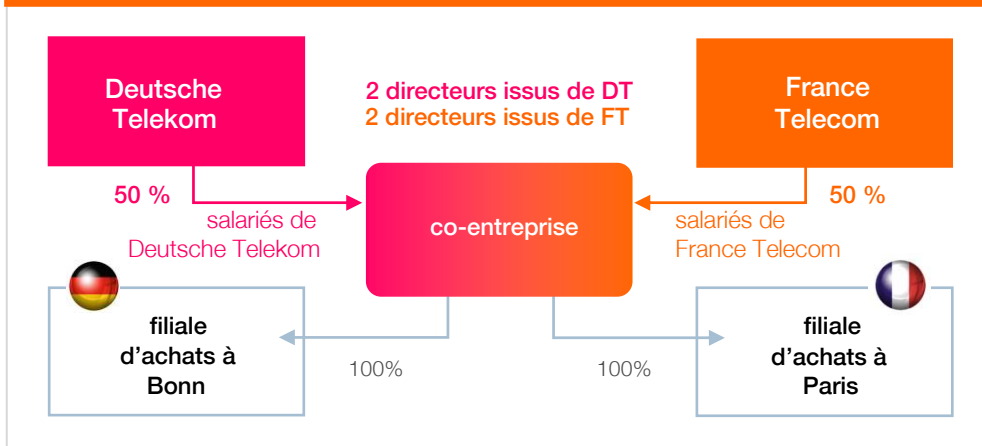 Deutsche
Telekom
2 directeurs issus de DT
2 directeurs issus de FT
France
Telecom
50 %
salariés de
Deutsche Telekom
co-entreprise
50 %
salariés de
France Telecom
filiale
d’achats à
Bonn
100%
100%
filiale
d’achats à
Paris